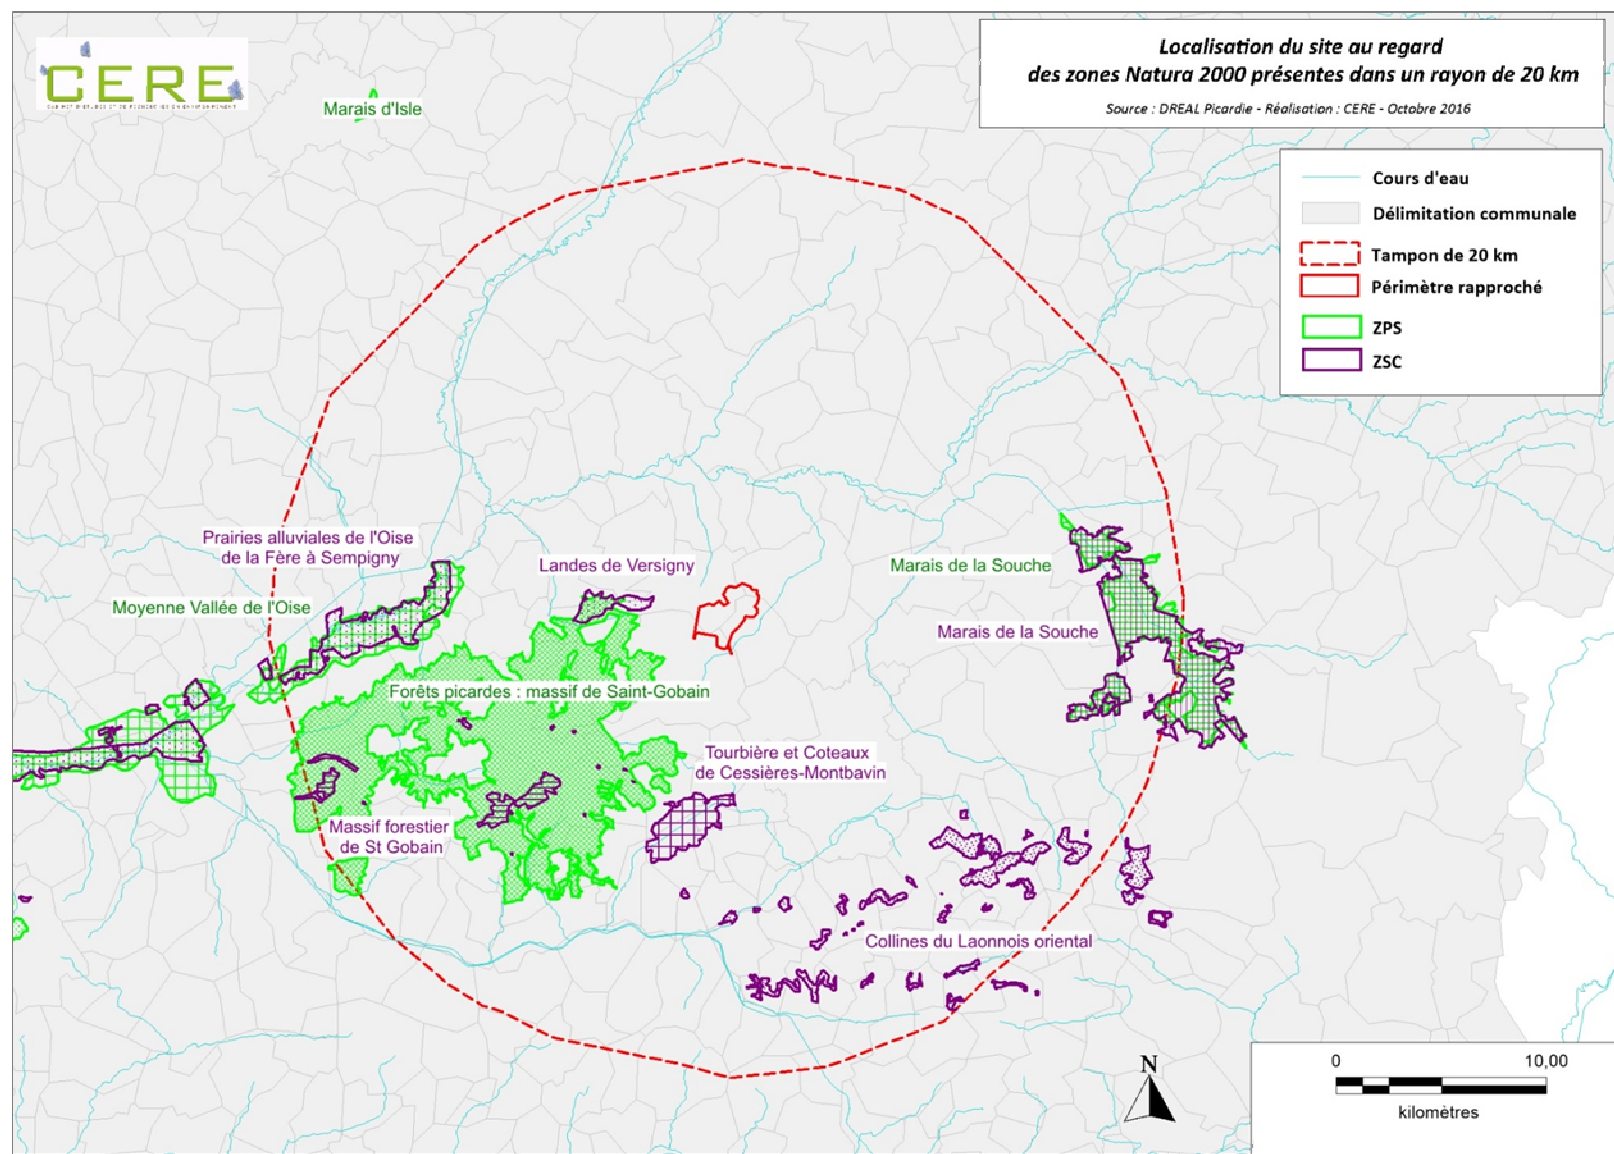 CERE
Localisation du site au regard
des zones Natura 2000 présentes dans un rayon de 20 km
Source : DREAL Picardie - Réalisation : CERE - Octobre 2016
Marais d'Isle
Cours d'eau
Délimitation communale
Tampon de 20 km
Périmètre rapproché
ZPS
ZSC
Prairies alluviales de l'Oise
de la Fère à Sempigny
Landes de Versigny
Marais de la Souche
Moyenne Vallée de l'Oise
Marais de la Souche
Forêts picardes : massif de Saint-Gobain
Tourbière et Coteaux
de Cessières-Montbavin
Massif forestier
de St Gobain
Collines du Laonnois oriental
N
0 10,00
kilomètres